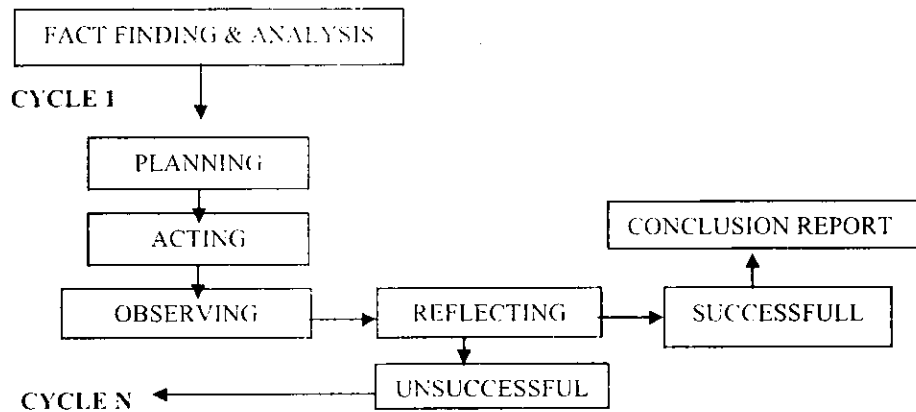 FACT FINDING & ANALYSIS
CYCLE 1
PLANNING
ACTING
CONCLUSION REPORT
OBSERVING
REFLECTING
SUCCESSFULL
UNSUCCESSFUL
CYCLE N